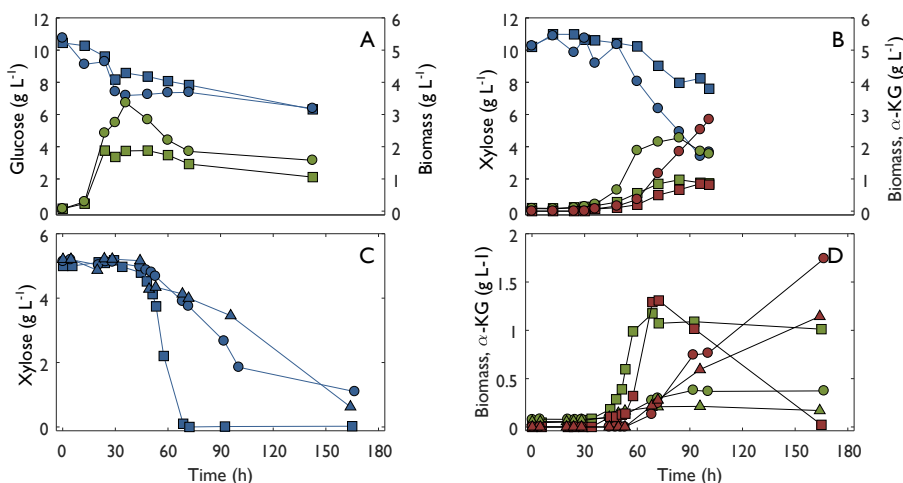 A
12
10
8
6
4
2
0
6
5
4
3
2
1
0
Glucose (g L-1)
Biomass (g L-1)
B
12
10
8
6
4
2
0
6
5
4
3
2
1
0
Xylose (g L-1)
Biomass, α-KG (g L-1)
C
6
4
2
0
Xylose (g L-1)
0 30 60 90 120 150 180
Time (h)
D
2
1.5
1
0.5
0
Biomass, α-KG (g L-1)
0 30 60 90 120 150 180
Time (h)